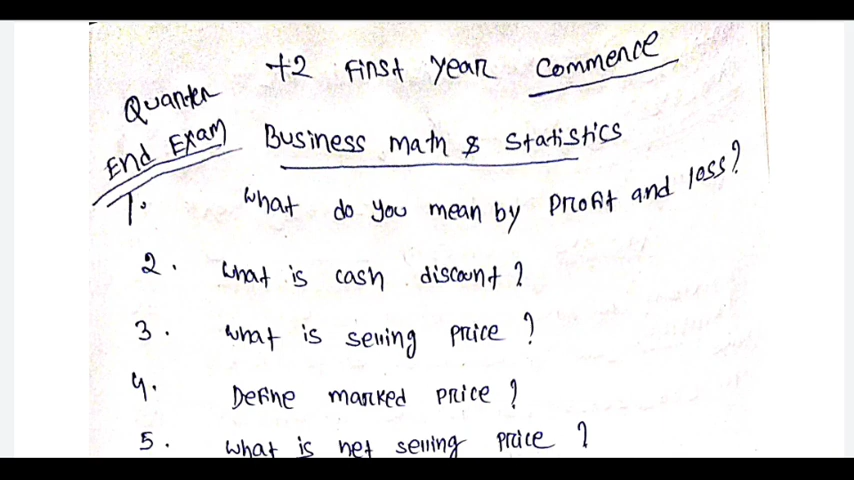 +2 First Year Commerce
Quarter
End Exam
Business math & Statistics
1. What do you mean by Profit and loss?
2. What is cash discount?
3. What is selling price?
4. Define marked price?
5. What is net selling price?